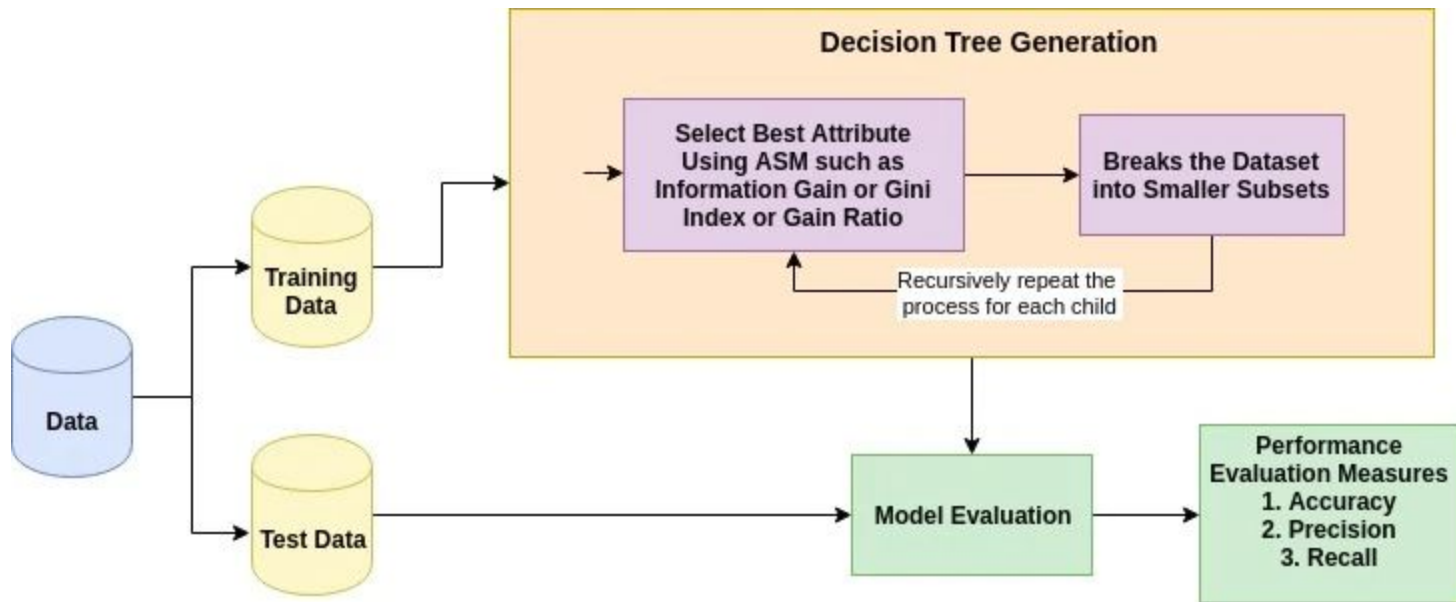 Decision Tree Generation
Select Best Attribute
Using ASM such as
Information Gain or Gini
Index or Gain Ratio
Breaks the Dataset
into Smaller Subsets
Recursively repeat the
process for each child
Training
Data
Data
Test Data
Model Evaluation
Performance
Evaluation Measures
1. Accuracy
2. Precision
3. Recall